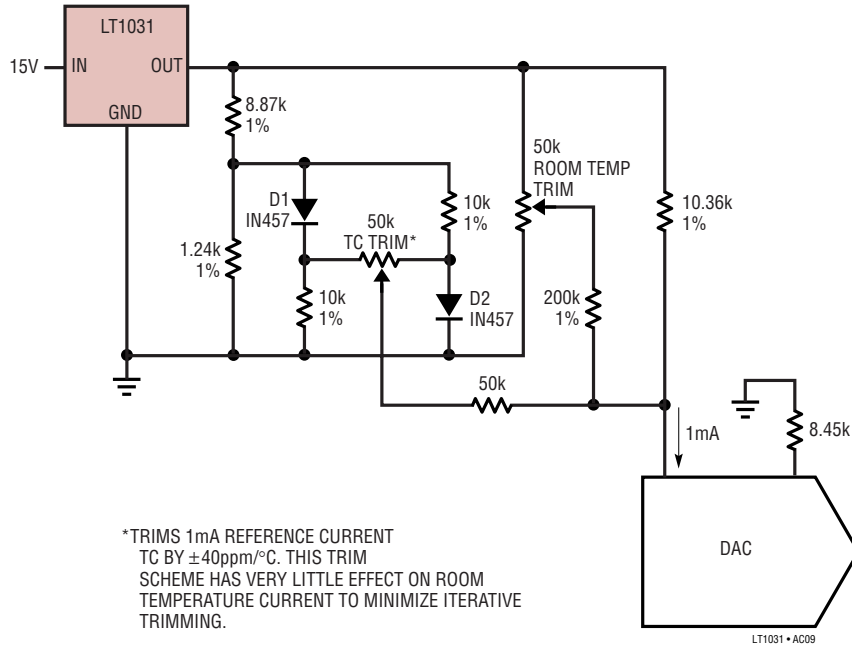 LT1031
15V
IN
OUT
GND
8.87k
1%
50k
ROOM TEMP
TRIM
D1
IN457
50k
TC TRIM*
10k
1%
10.36k
1%
1.24k
1%
10k
1%
D2
IN457
200k
1%
50k
1mA
8.45k
DAC
*TRIMS 1mA REFERENCE CURRENT
TC BY ±40ppm/°C. THIS TRIM
SCHEME HAS VERY LITTLE EFFECT ON ROOM
TEMPERATURE CURRENT TO MINIMIZE ITERATIVE
TRIMMING.
LT1031 • AC09